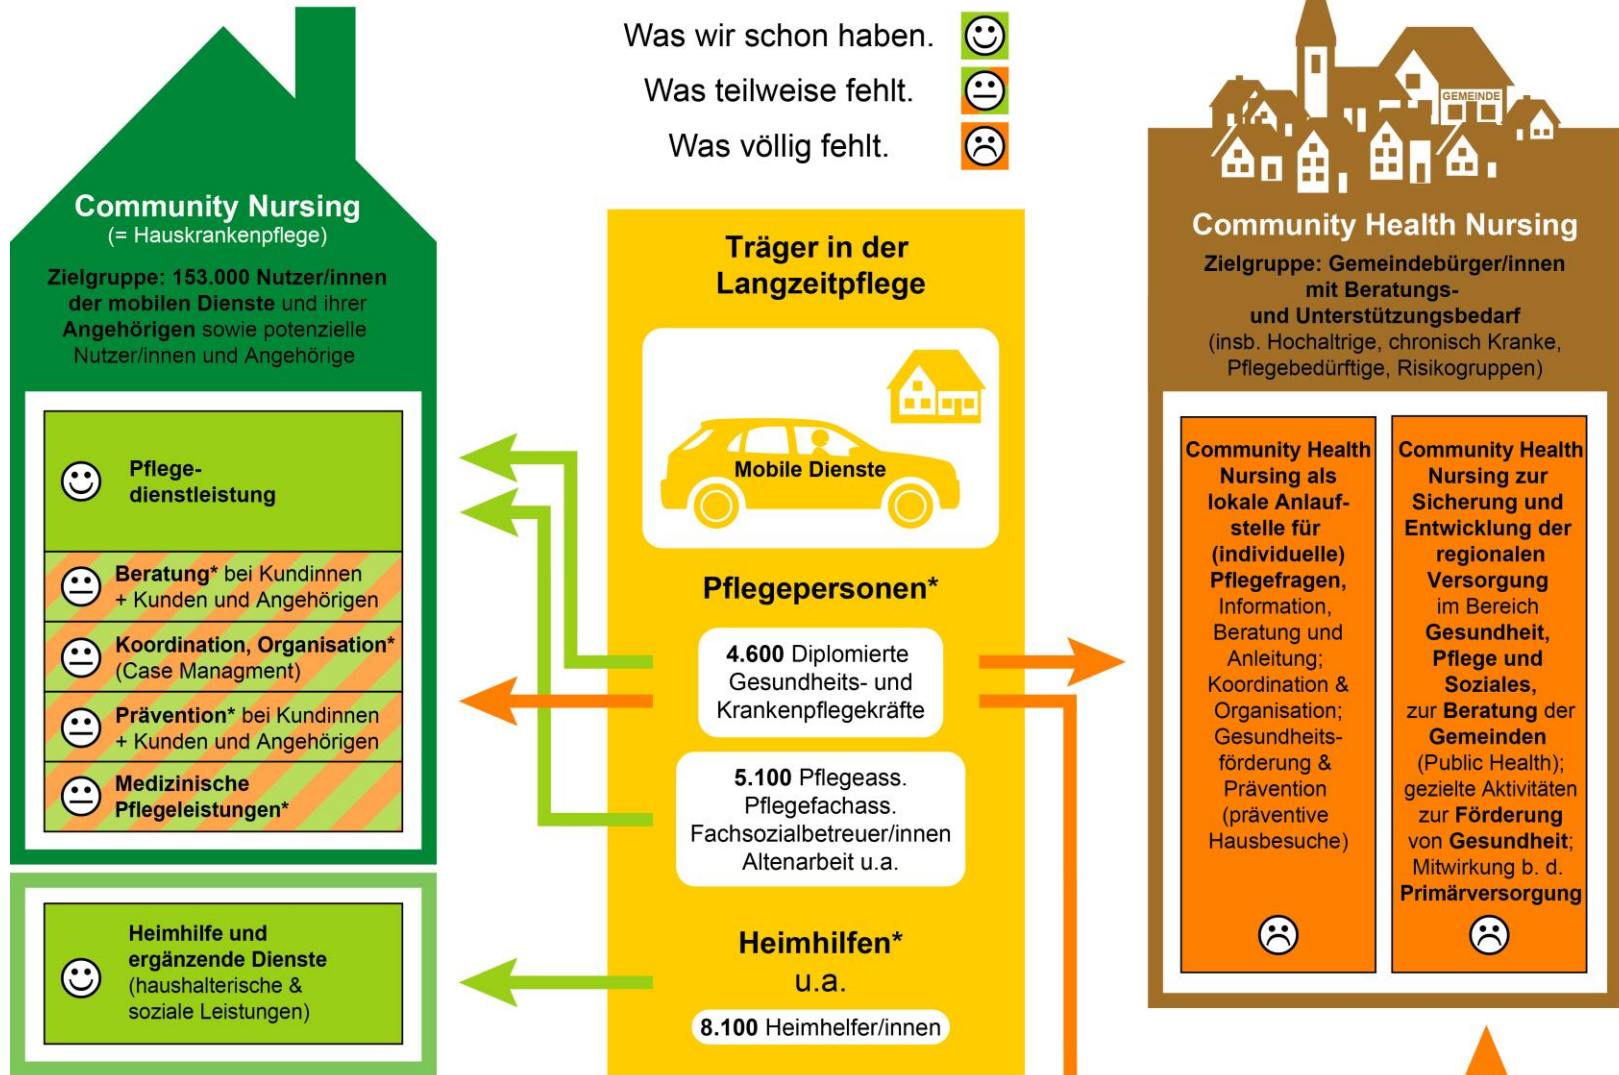 Was wir schon haben.
Was teilweise fehlt.
Was völlig fehlt.
Community Nursing
(= Hauskrankenpflege)
Zielgruppe: 153.000 Nutzer/innen
der mobilen Dienste und ihrer
Angehörigen sowie potenzielle
Nutzer/innen und Angehörige
Pflege-
dienstleistung
Beratung* bei Kundinnen
+ Kunden und Angehörigen
Koordination, Organisation*
(Case Managment)
Prävention* bei Kundinnen
+ Kunden und Angehörigen
Medizinische
Pflegeleistungen*
Heimhilfe und
ergänzende Dienste
(haushalterische &
soziale Leistungen)
Träger in der
Langzeitpflege
Mobile Dienste
Pflegepersonen*
4.600 Diplomierte
Gesundheits- und
Krankenpflegekräfte
5.100 Pflegeass.
Pflegefachass.
Fachsozialbetreuer/innen
Altenarbeit u.a.
Heimhilfen*
u.a.
8.100 Heimhelfer/innen
GEMEINDE
Community Health Nursing
Zielgruppe: Gemeindebürger/innen
mit Beratungs-
und Unterstützungsbedarf
(insb. Hochaltrige, chronisch Kranke,
Pflegebedürftige, Risikogruppen)
Community Health
Nursing als
lokale Anlauf-
stelle für
(individuelle)
Pflegefragen,
Information,
Beratung und
Anleitung;
Koordination &
Organisation;
Gesundheits-
förderung &
Prävention
(präventive
Hausbesuche)
Community Health
Nursing zur
Sicherung und
Entwicklung der
regionalen
Versorgung
im Bereich
Gesundheit,
Pflege und
Soziales,
zur Beratung der
Gemeinden
(Public Health);
gezielte Aktivitäten
zur Förderung
von Gesundheit;
Mitwirkung b. d.
Primärversorgung